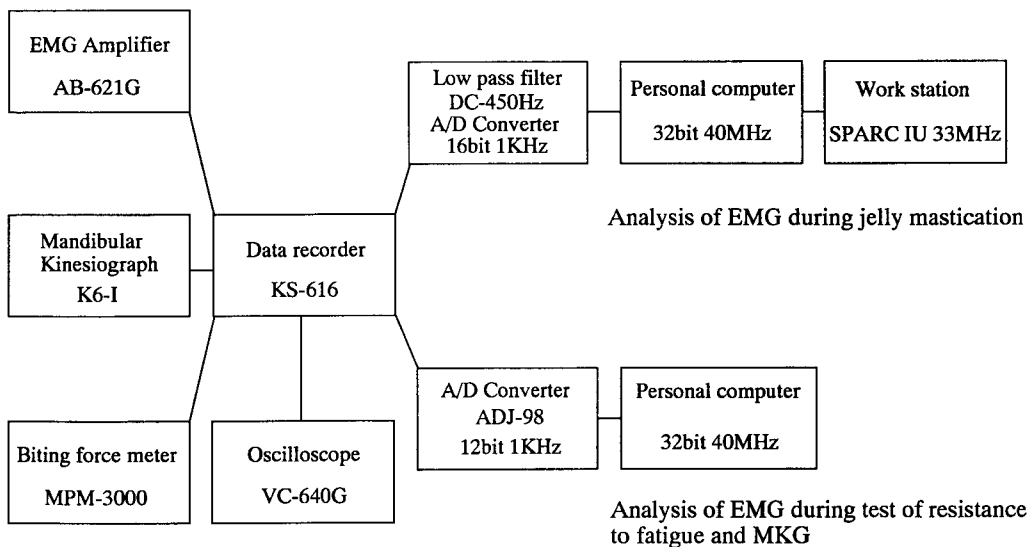 EMG Amplifier
AB-621G
Mandibular
Kinesiograph
K6-I
Biting force meter
MPM-3000
Data recorder
KS-616
Oscilloscope
VC-640G
Low pass filter
DC-450Hz
A/D Converter
16bit 1KHz
Personal computer
32bit 40MHz
Work station
SPARC IU 33MHz
Analysis of EMG during jelly mastication
A/D Converter
ADJ-98
12bit 1KHz
Personal computer
32bit 40MHz
Analysis of EMG during test of resistance
to fatigue and MKG